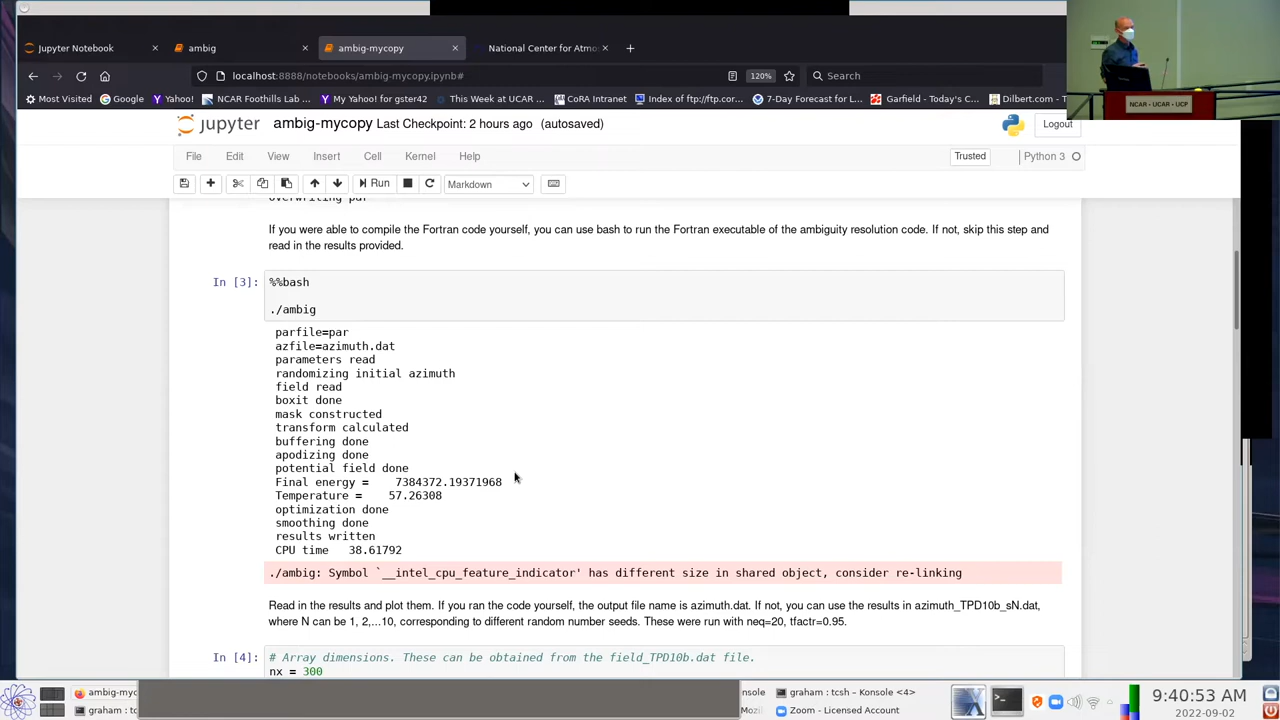 Jupyter Notebook
ambig
ambig-mycopy
National Center for Atmo
localhost:8888/notebooks/ambig-mycopy.ipynb#
120%
Search
Most Visited
Google
Yahoo!
NCAR Foothills Lab ...
My Yahoo! for gster42
This Week at UCAR ...
CoRA Intranet
Index of ftp://ftp.cor...
7-Day Forecast for L...
Garfield - Today's C...
Dilbert.com
NCAR - UCAR - UCP
jupyter ambig-mycopy Last Checkpoint: 2 hours ago (autosaved)
Logout
File Edit View Insert Cell Kernel Help
Trusted
Python 3
Run
Markdown
Overwriting par
If you were able to compile the Fortran code yourself, you can use bash to run the Fortran executable of the ambiguity resolution code. If not, skip this step and
read in the results provided.
In [3]:
%%bash
./ambig
parfile=par
azfile=azimuth.dat
parameters read
randomizing initial azimuth
field read
boxit done
mask constructed
transform calculated
buffering done
apodizing done
potential field done
Final energy = 7384372.19371968
Temperature = 57.26308
optimization done
smoothing done
results written
CPU time 38.61792
./ambig: Symbol `__intel_cpu_feature_indicator' has different size in shared object, consider re-linking
Read in the results and plot them. If you ran the code yourself, the output file name is azimuth.dat. If not, you can use the results in azimuth_TPD10b_sN.dat,
where N can be 1, 2,...10, corresponding to different random number seeds. These were run with neq=20, tfactr=0.95.
In [4]:
# Array dimensions. These can be obtained from the field_TPD10b.dat file.
nx = 300
ambig-myc
graham : tc
nsole
Mozi
graham : tcsh – Konsole <4>
Zoom - Licensed Account
9:40:53 AM
2022-09-02